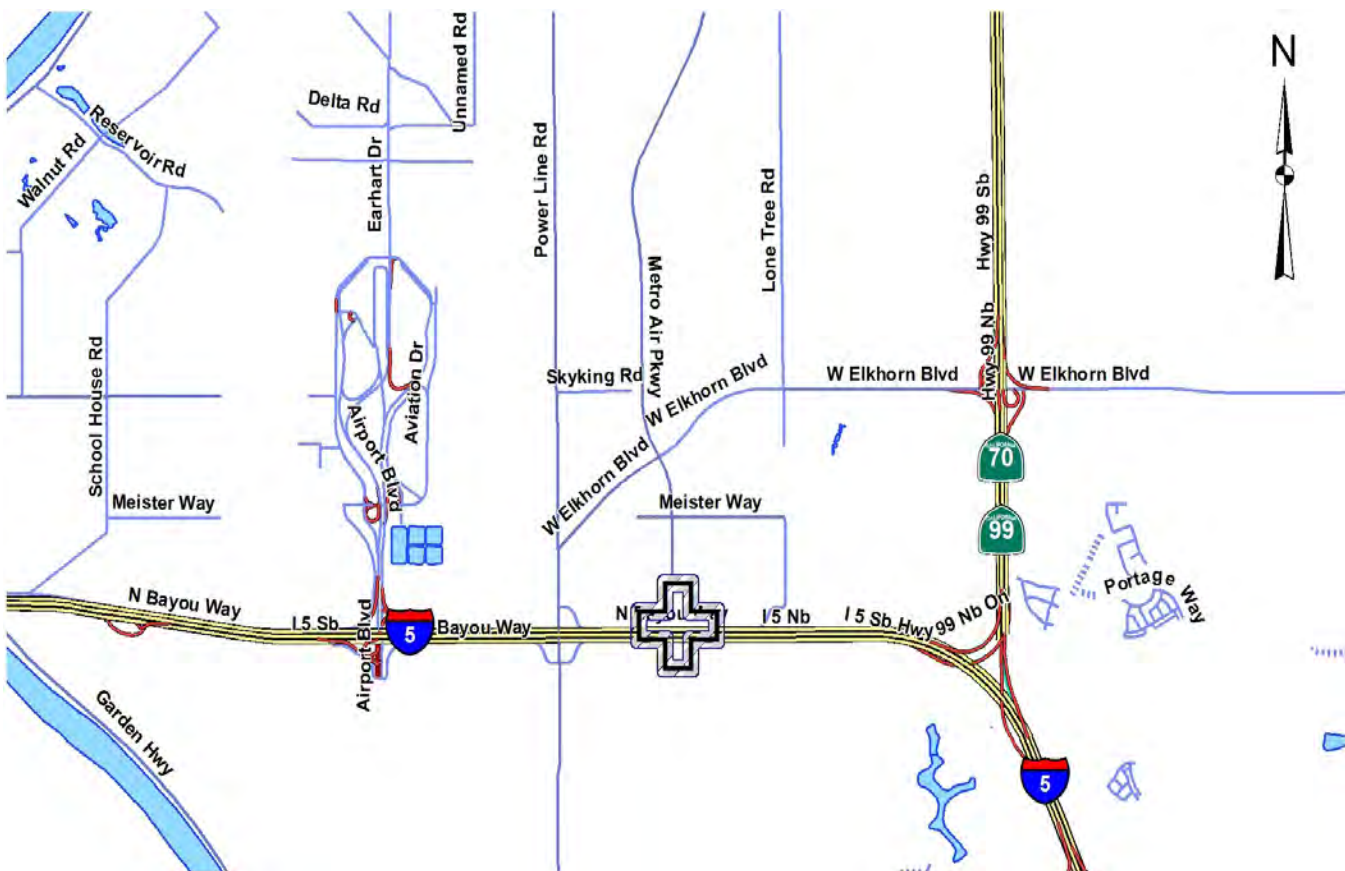 N
Unnamed Rd
Delta Rd
Reservoir Rd
Walnut Rd
Earhart Dr
Power Line Rd
Lone Tree Rd
Hwy 99 Sb
Metro Air Pkwy
Hwy 99 Nb
School House Rd
Aviation Dr
Skyking Rd
W Elkhorn Blvd
W Elkhorn Blvd
W Elkhorn Blvd
W Elkhorn Blvd
Airport Blvd
CALIFORNIA
70
Meister Way
Meister Way
CALIFORNIA
99
Portage Way
N Bayou Way
I 5 Sb
5
Bayou Way
N
I 5 Nb
I 5 Sb Hwy 99 Nb On
Airport Blvd
Garden Hwy
5